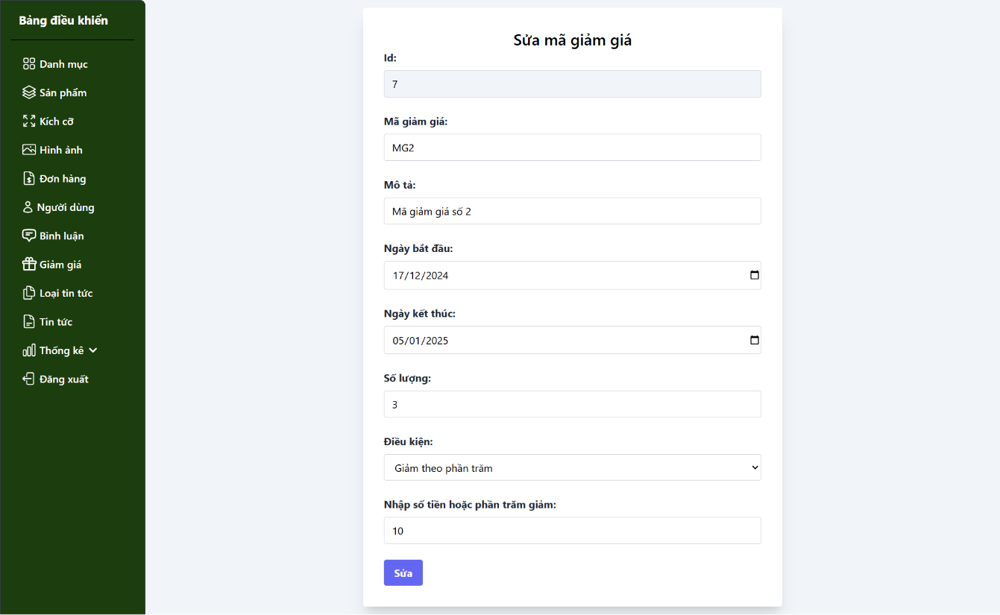 Bảng điều khiển
Danh mục
Sản phẩm
Kích cỡ
Hình ảnh
Đơn hàng
Người dùng
Bình luận
Giảm giá
Loại tin tức
Tin tức
Thống kê
Đăng xuất
Sửa mã giảm giá
Id:
7
Mã giảm giá:
MG2
Mô tả:
Mã giảm giá số 2
Ngày bắt đầu:
17/12/2024
Ngày kết thúc:
05/01/2025
Số lượng:
3
Điều kiện:
Giảm theo phần trăm
Nhập số tiền hoặc phần trăm giảm:
10
Sửa